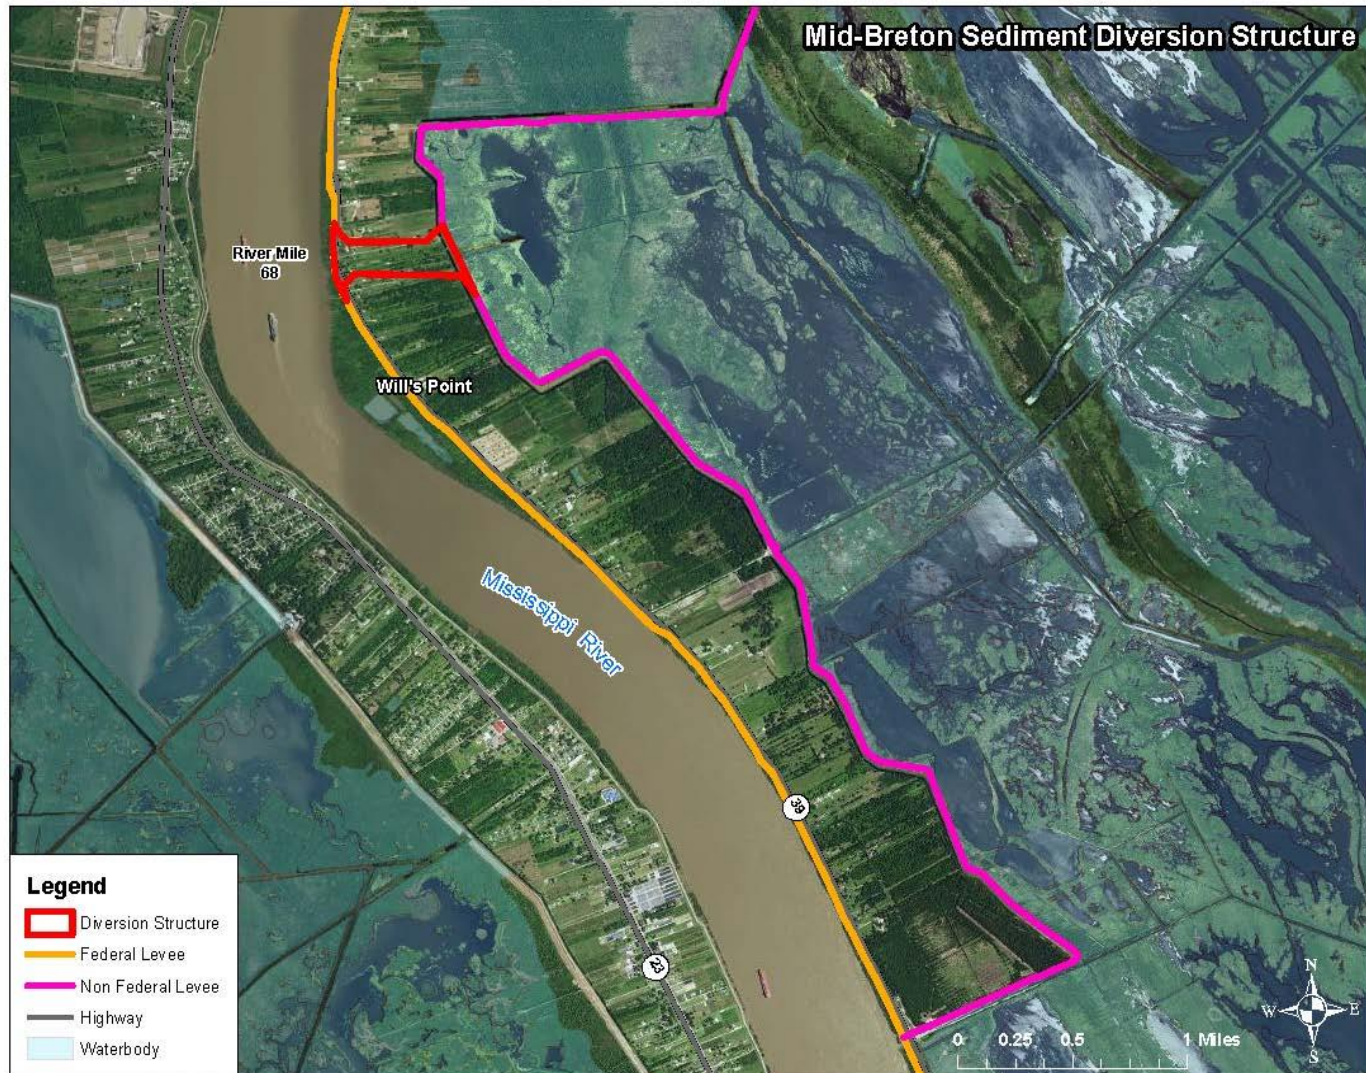 Mid-Breton Sediment Diversion Structure
River Mile
68
Will's Point
Mississippi River
39
23
Legend
Diversion Structure
Federal Levee
Non Federal Levee
Highway
Waterbody
N
W
E
S
0 0.25 0.5 1 Miles